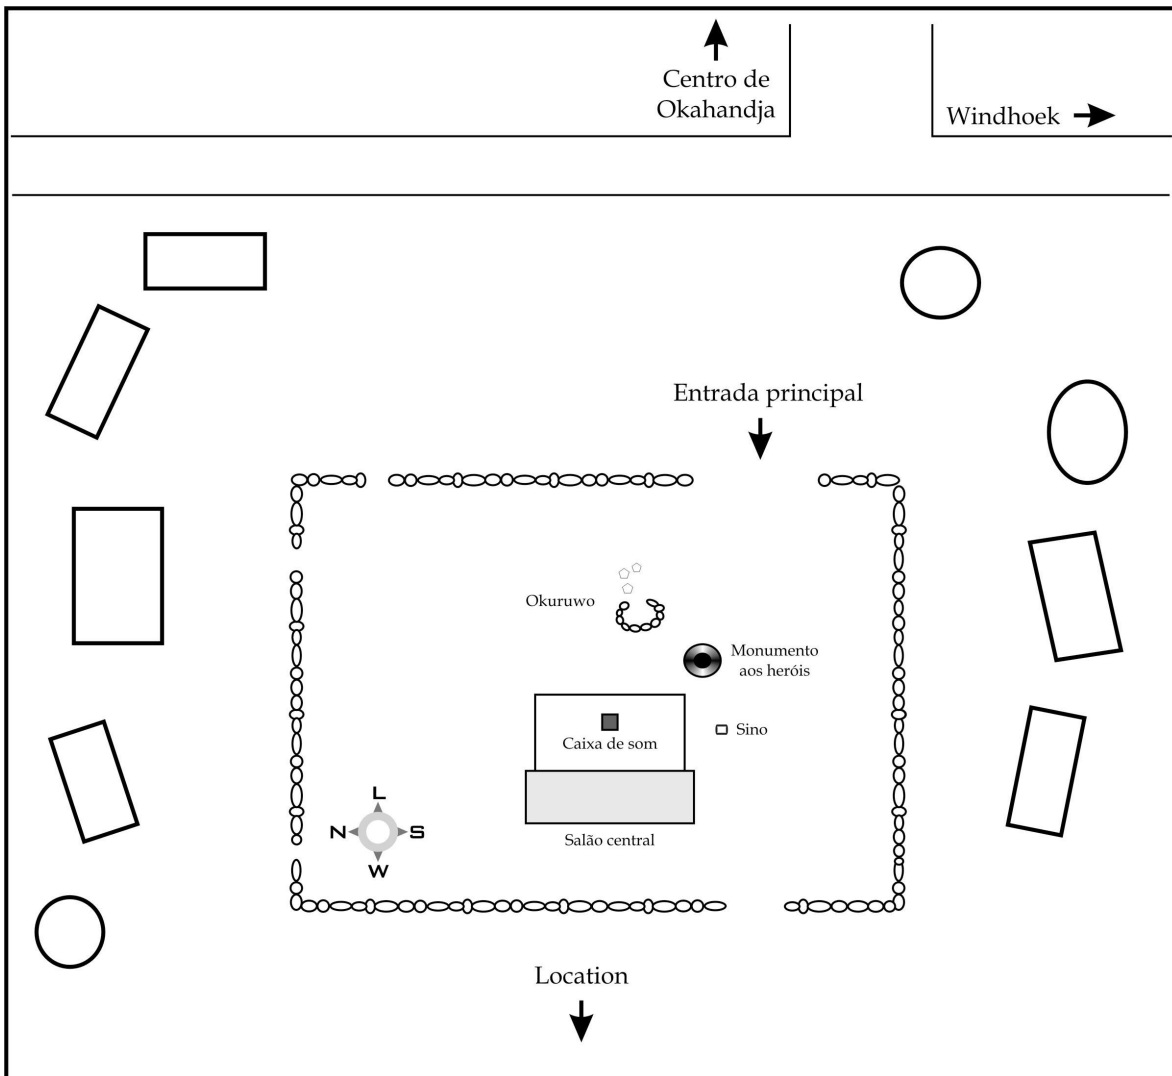 Centro de
Okahandja
Windhoek
Entrada principal
Okuruwo
Monumento
aos heróis
Sino
Caixa de som
Salão central
L
N S
W
Location